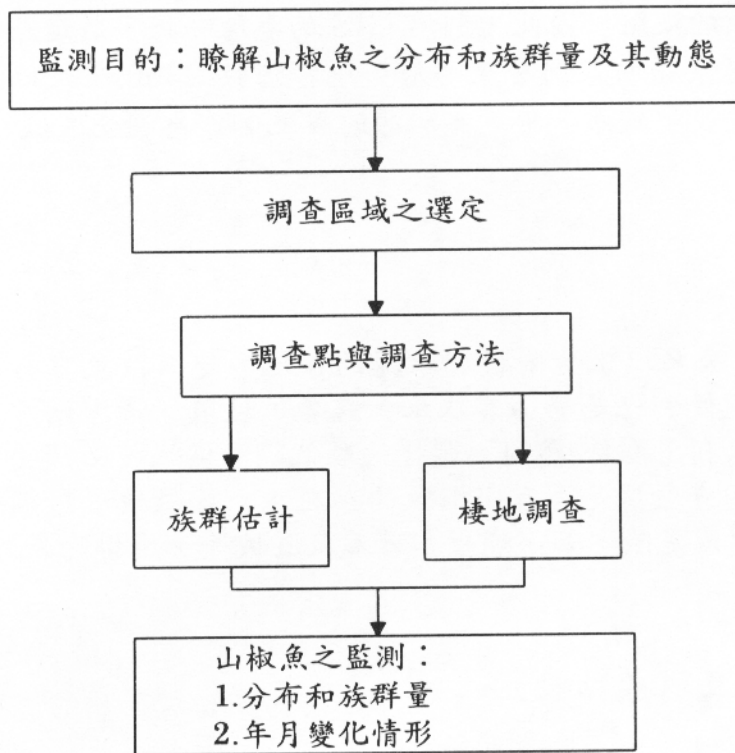 監測目的：瞭解山椒魚之分布和族群量及其動態
調查區域之選定
調查點與調查方法
族群估計
棲地調查
山椒魚之監測：
1.分布和族群量
2.年月變化情形